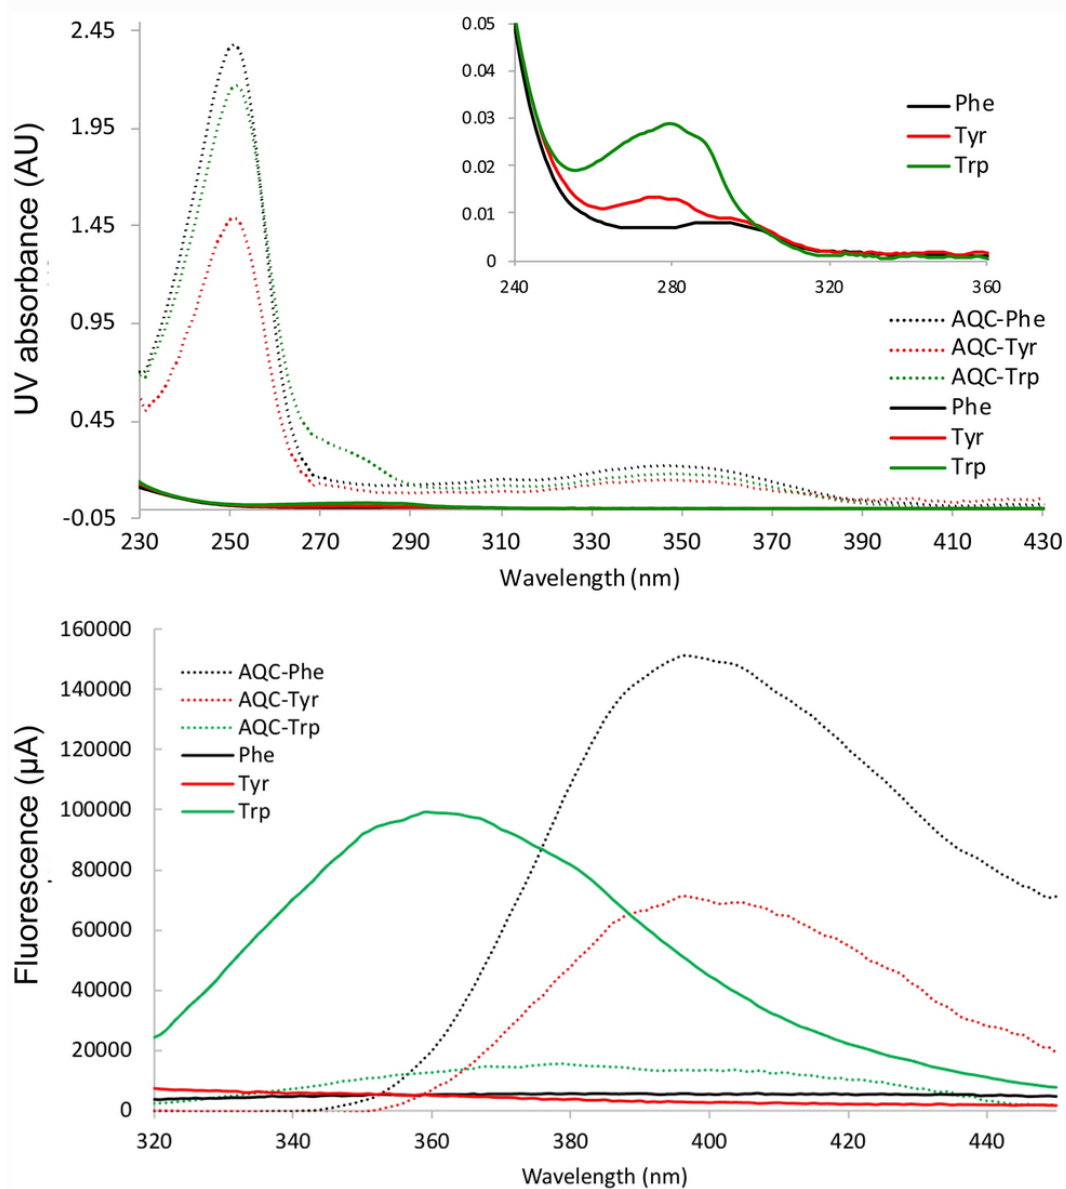 2.45
1.95
1.45
0.95
0.45
-0.05
UV absorbance (AU)
0.05
0.04
0.03
0.02
0.01
0
240 280 320 360
Phe
Tyr
Trp
AQC-Phe
AQC-Tyr
AQC-Trp
Phe
Tyr
Trp
230 250 270 290 310 330 350 370 390 410 430
Wavelength (nm)
160000
140000
120000
100000
80000
60000
40000
20000
0
Fluorescence (μA)
AQC-Phe
AQC-Tyr
AQC-Trp
Phe
Tyr
Trp
320 340 360 380 400 420 440
Wavelength (nm)